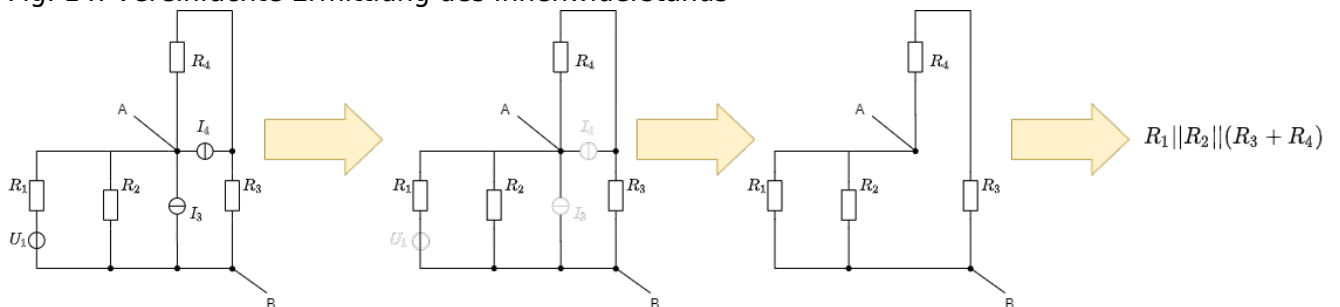 Fig. 14: Vereinfachte Ermittlung des Innenwiderstands
R₄
A
I₄
R₁
R₂
I₃
R₃
U₁
B
R₄
A
I₄
R₁
R₂
I₃
R₃
U₁
B
R₄
A
R₁
R₂
R₃
B
R₁||R₂||(R₃ + R₄)